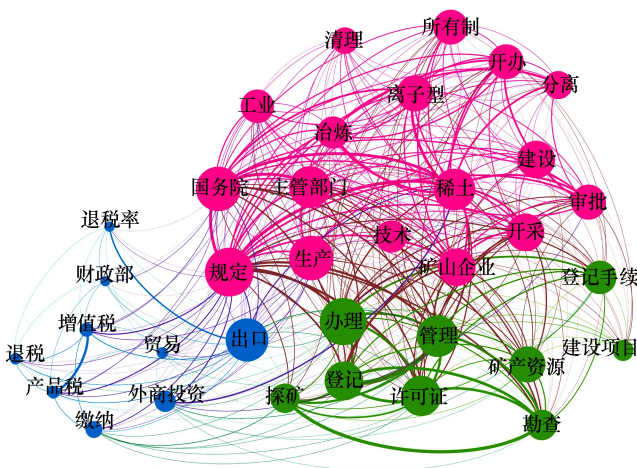 所有制
清理
开办
分离
离子型
工业
冶炼
建设
国务院
主管部门
稀土
审批
退税率
技术
开采
生产
矿山企业
规定
财政部
登记手续
增值税
办理
管理
出口
贸易
退税
建设项目
矿产资源
产品税
登记
外商投资
探矿
许可证
缴纳
勘查